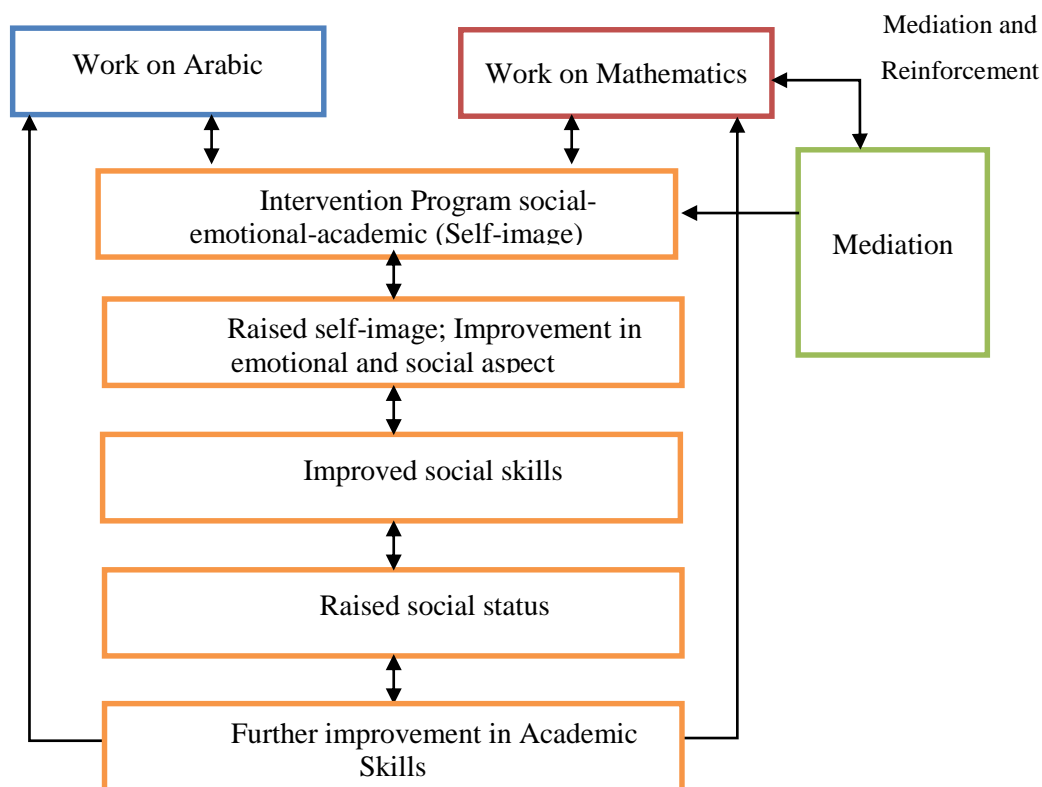 Work on Arabic
Work on Mathematics
Mediation and
Reinforcement
Intervention Program social-
emotional-academic (Self-image)
Mediation
Raised self-image; Improvement in
emotional and social aspect
Improved social skills
Raised social status
Further improvement in Academic
Skills